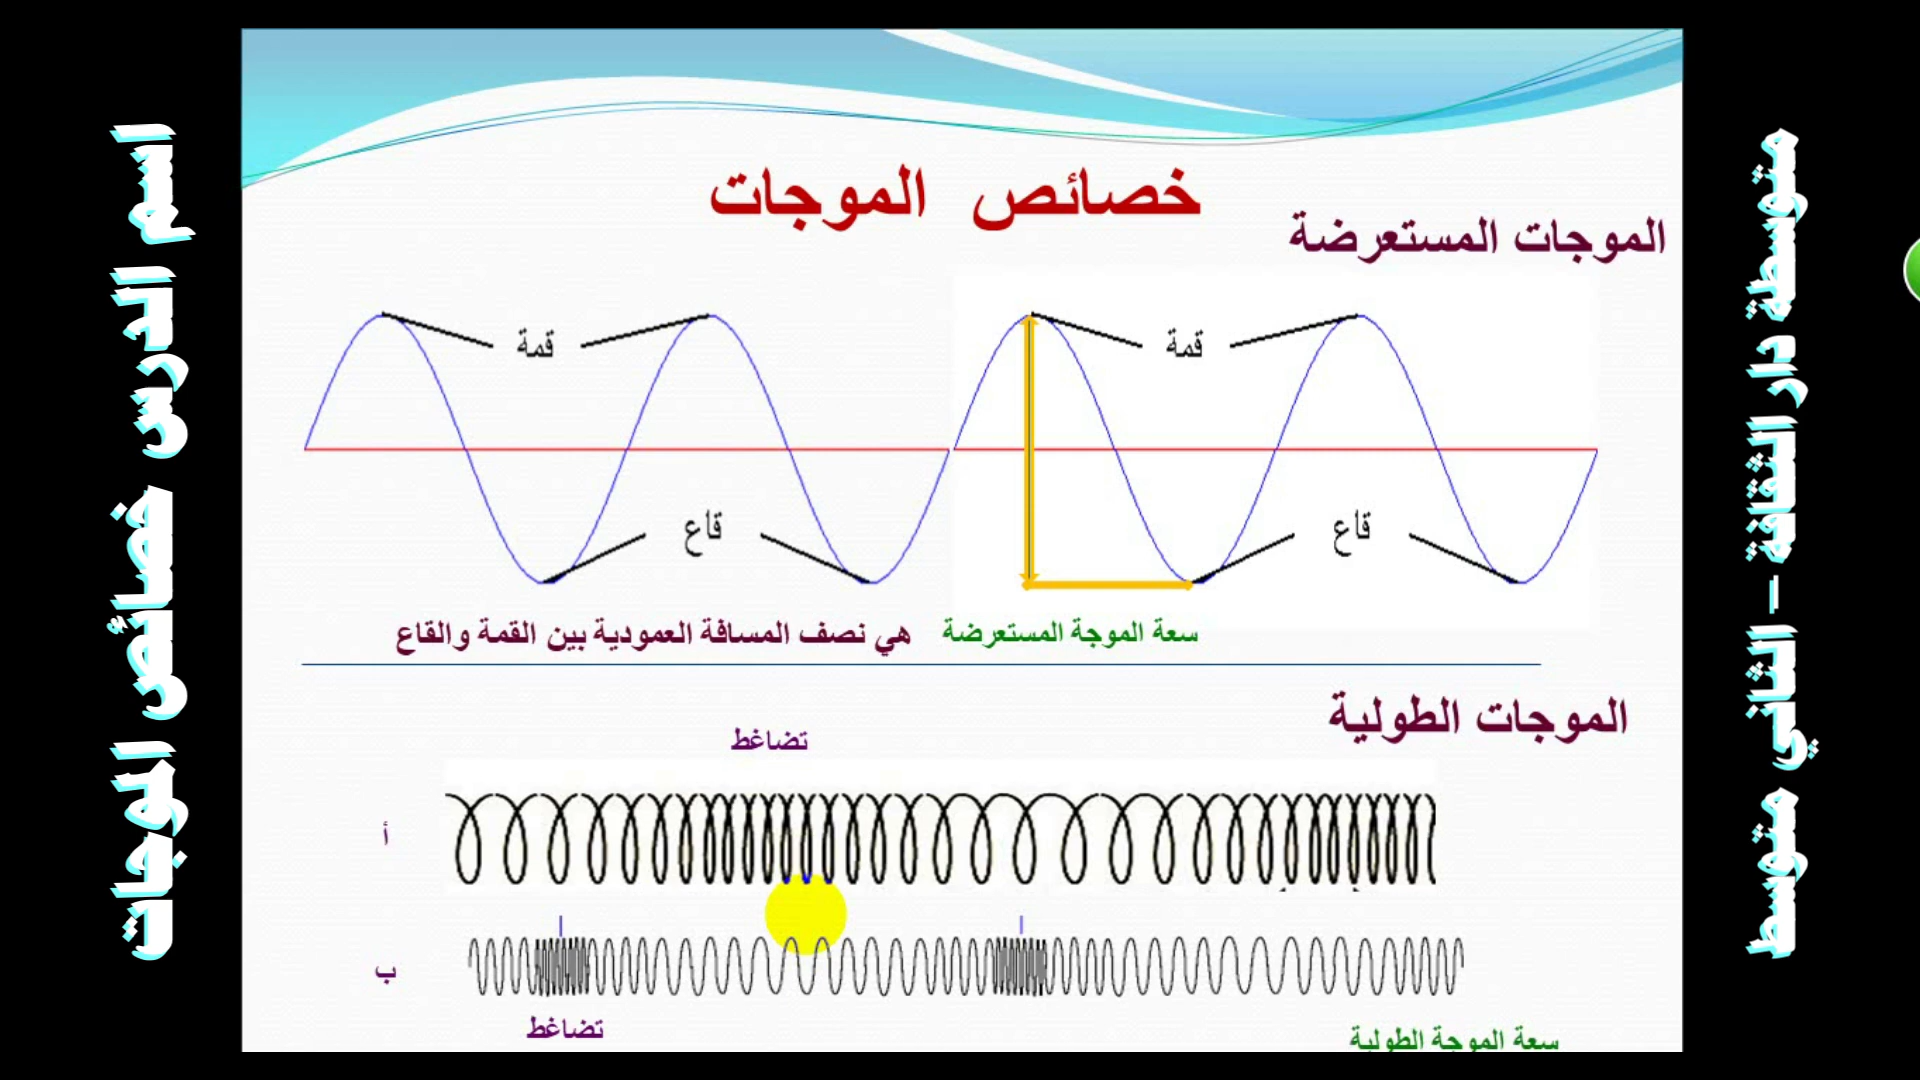 خصائص الموجات
الموجات المستعرضة
قمة
قمة
قاع
قاع
سعة الموجة المستعرضة هي نصف المسافة العمودية بين القمة والقاع
الموجات الطولية
تضاغط
أ
ب
تضاغط
سعة الموجة الطولية
متوسطة دار الثقافة – الثاني متوسط
اسم الدرس خصائص الموجات